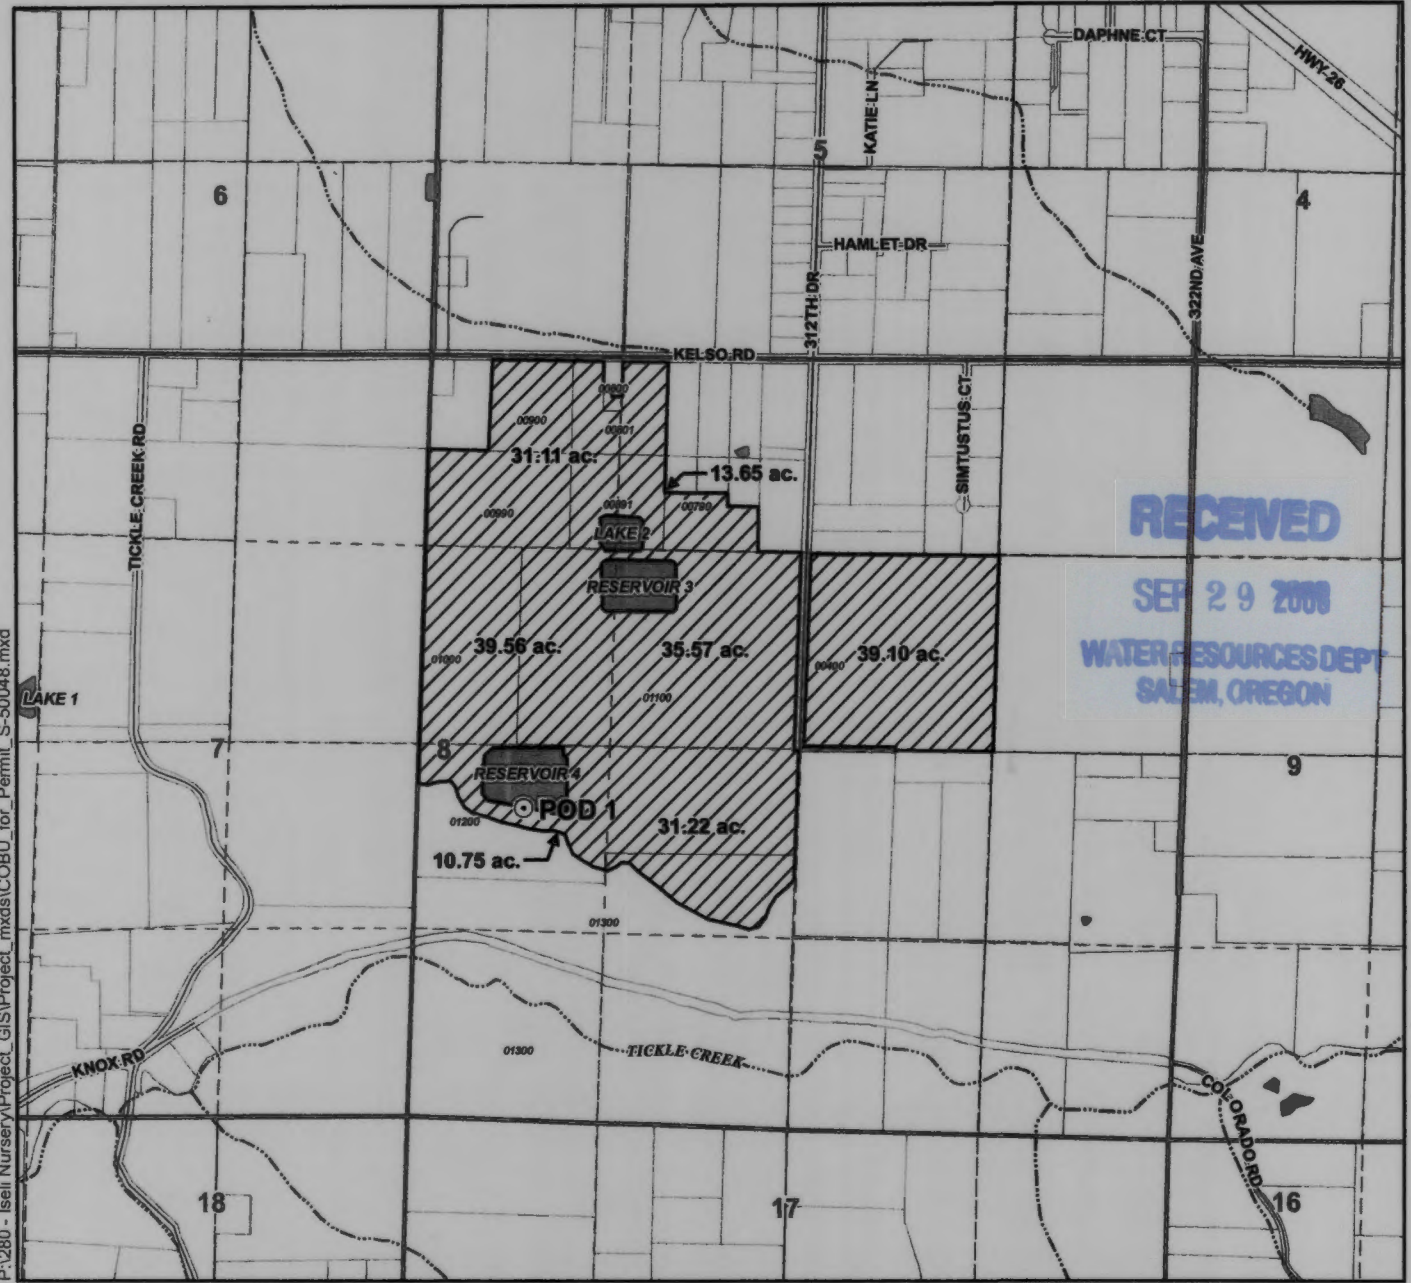 DAPHNE CT
HWY 26
KATIE LN
5
6
4
HAMLET DR
322ND AVE
312TH DR
KELSO RD
SIMTUSTUS CT
00800
00900
00801
TICKLE CREEK RD
31.11 ac.
13.65 ac.
00990
00891
00780
LAKE 2
RECEIVED
RESERVOIR 3
SEP 29
39.56 ac.
35.57 ac.
39.10 ac.
01000
00400
WATER RESOURCES DEPT
SALEM, OREGON
01100
LAKE 1
7
8
9
RESERVOIR 4
POD 1
01200
31.22 ac.
10.75 ac.
01300
01300
TICKLE CREEK
KNOX RD
COLORADO RD
18
17
16
P:\280 - Iseli Nursery\Project_GIS\Project_mxds\COBU_for_Permit_S-50048.mxd